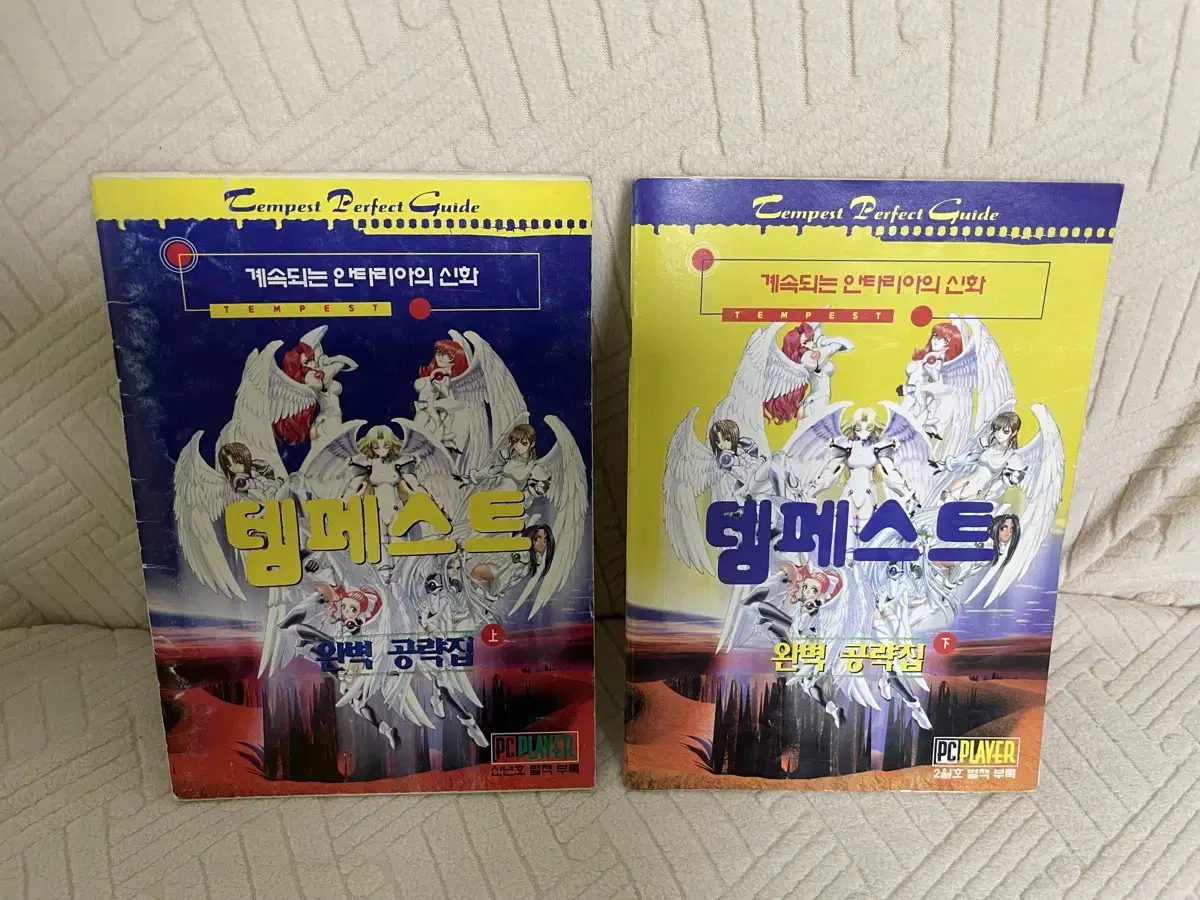 Tempest Perfect Guide
계속되는 안타리아의 신화
TEMPEST
템페스트
완벽 공략집 上
PC PLAYER
신년호 별책 부록
Tempest Perfect Guide
계속되는 안타리아의 신화
TEMPEST
템페스트
완벽 공략집 下
PC PLAYER
2월호 별책 부록